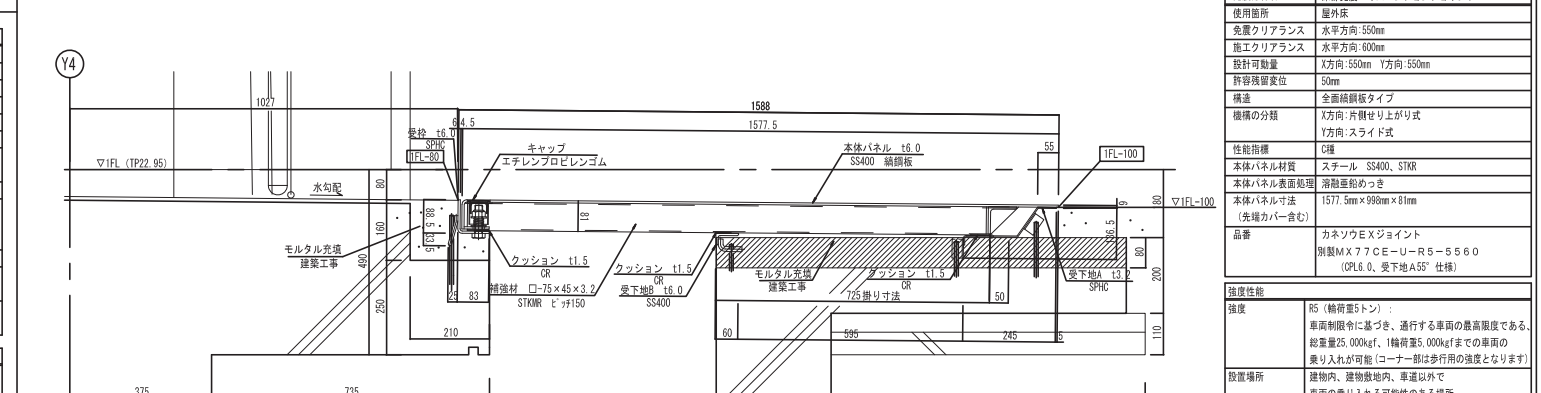 Y4
1027
1588
6
4.5
1577.5
受枠 t6.0
SPHC
1FL-80
キャップ
エチレンプロピレンゴム
本体パネル t6.0
SS400 縞鋼板
55
1FL-100
▽1FL (TP22.95)
水勾配
80
80
▽1FL-100
160
88.5
33.5
81
9
136.5
モルタル充填
建築工事
490
250
25
83
クッション t1.5
CR
補強材 □-75×45×3.2
STKMR ピッチ150
クッション t1.5
CR
受下地B t6.0
SS400
モルタル充填
建築工事
クッション t1.5
CR
725掛り寸法
50
受下地A t3.2
SPHC
80
200
110
210
60
595
245
5
375
735
使用箇所 屋外床
免震クリアランス 水平方向:550mm
施工クリアランス 水平方向:600mm
設計可動量 X方向:550mm Y方向:550mm
許容残留変位 50mm
構造 全面縞鋼板タイプ
機構の分類 X方向:片側せり上がり式
Y方向:スライド式
性能指標 C種
本体パネル材質 スチール SS400、STKR
本体パネル表面処理 溶融亜鉛めっき
本体パネル寸法 1577.5mm×998mm×81mm
(先端カバー含む)
品番 カネソウEXジョイント
別製MX77CE-U-R5-5560
(CPL6.0、受下地A55°仕様)
強度性能
強度 R5 (輪荷重5トン) :
車両制限令に基づき、通行する車両の最高限度である、
総重量25,000kgf、1輪荷重5,000kgfまでの車両の
乗り入れが可能(コーナー部は歩行用の強度となります)
設置場所 建物内、建物敷地内、車道以外で
車両の乗り入れる可能性のある場所